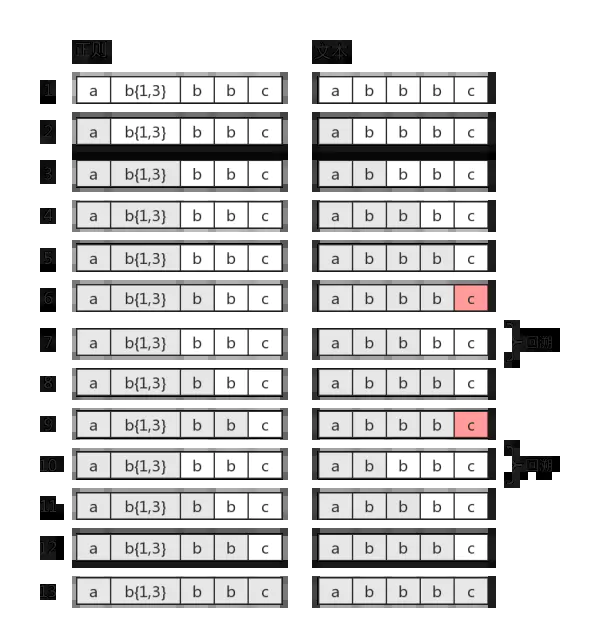 正则 文本
1 a b{1,3} b b c a b b b c
2 a b{1,3} b b c a b b b c
3 a b{1,3} b b c a b b b c
4 a b{1,3} b b c a b b b c
5 a b{1,3} b b c a b b b c
6 a b{1,3} b b c a b b b c
7 a b{1,3} b b c a b b b c 回溯
8 a b{1,3} b b c a b b b c
9 a b{1,3} b b c a b b b c
10 a b{1,3} b b c a b b b c 回溯
11 a b{1,3} b b c a b b b c
12 a b{1,3} b b c a b b b c
13 a b{1,3} b b c a b b b c